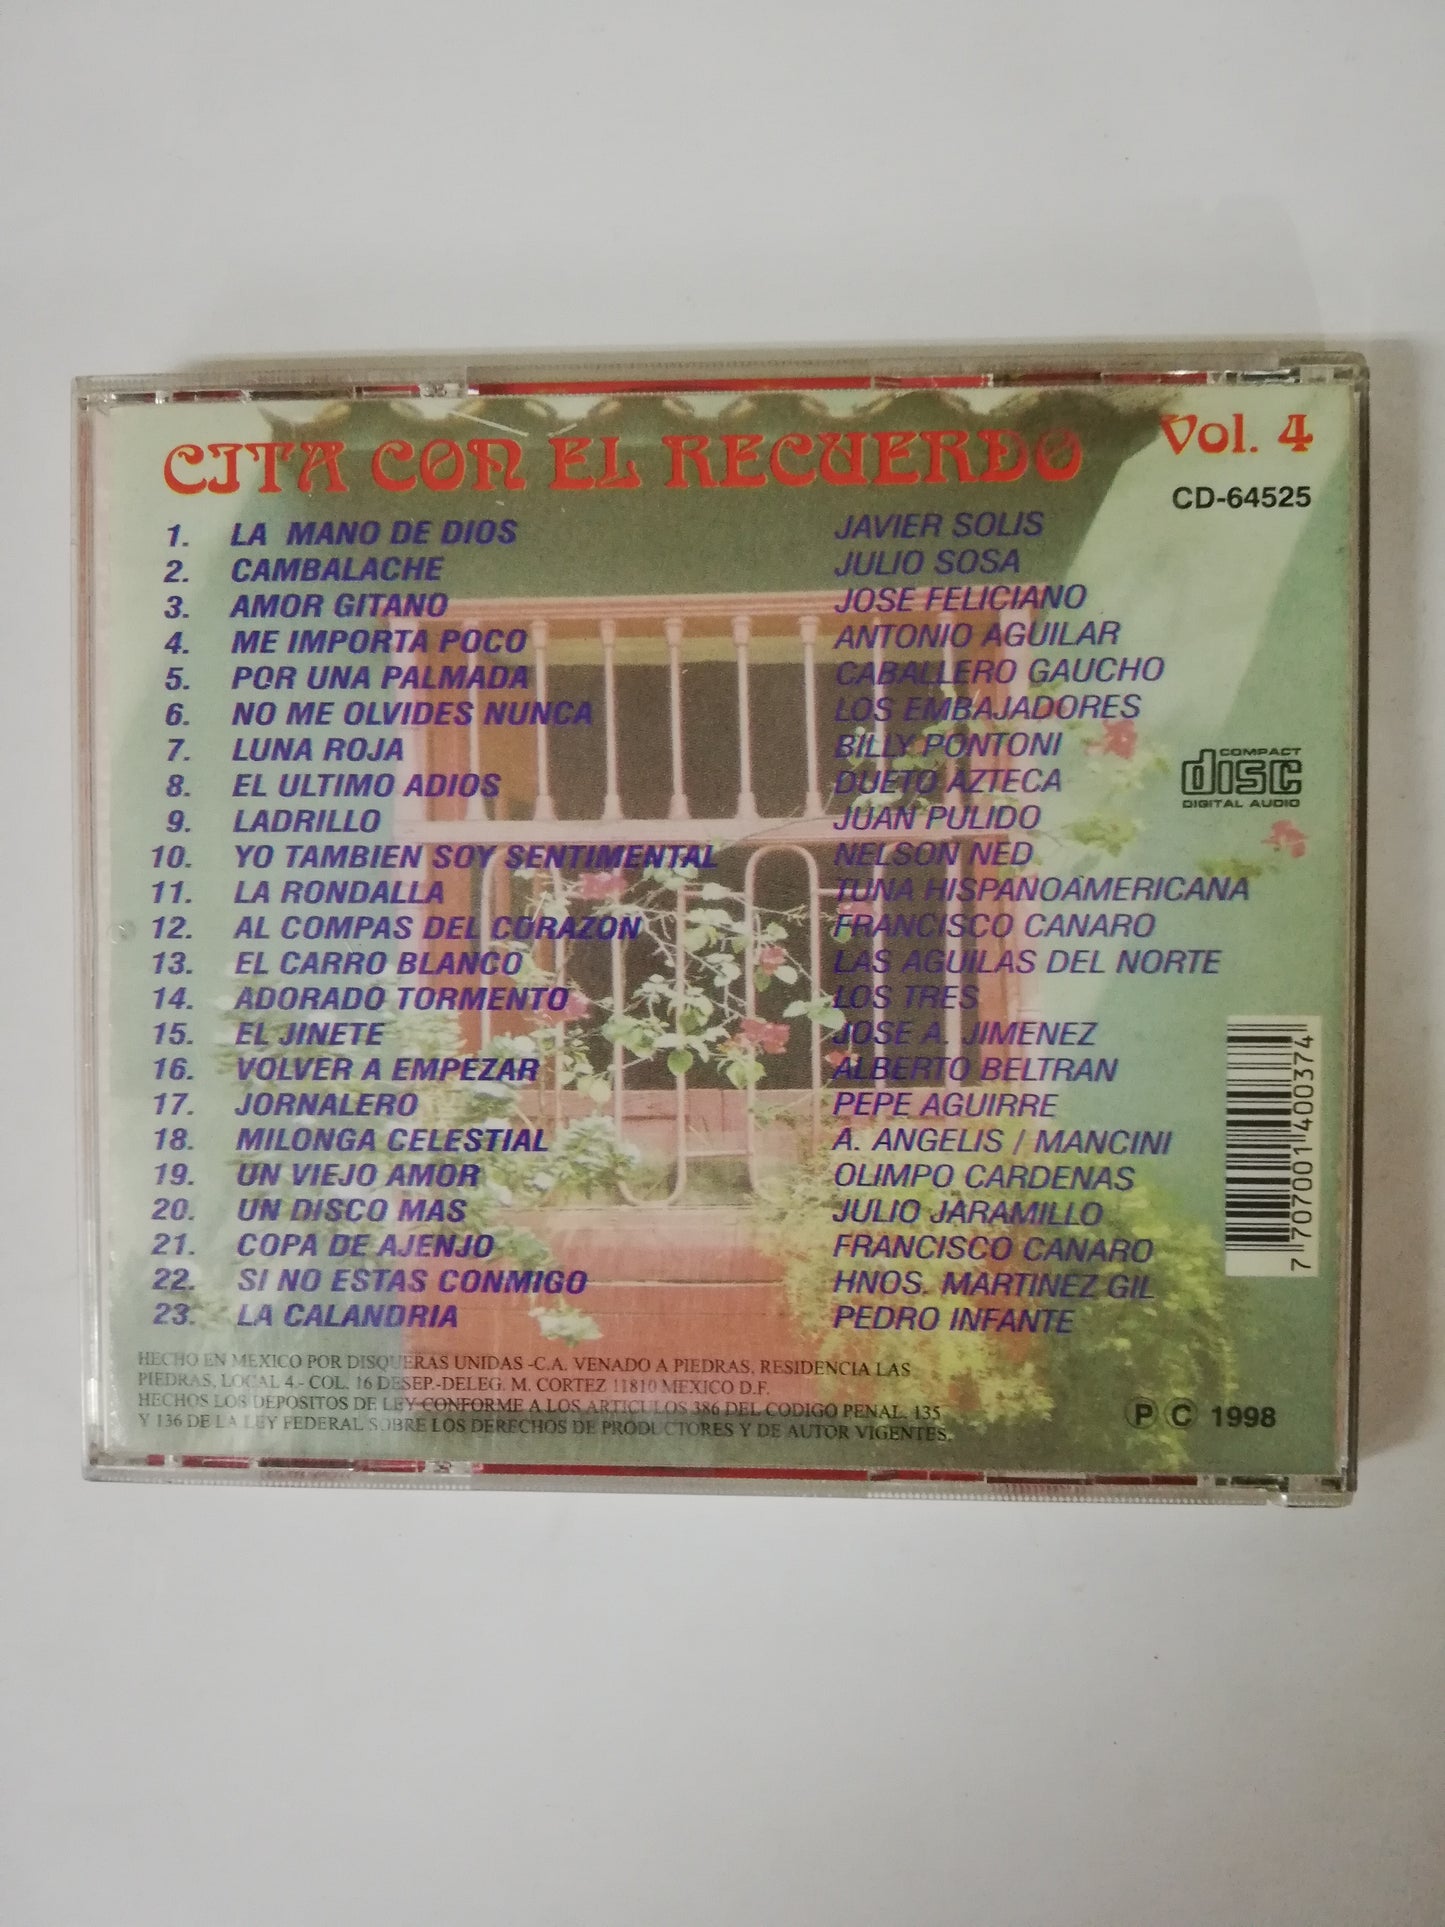 CITA CON EL RECUERDO Vol. 4
CD-64525
1. LA MANO DE DIOS JAVIER SOLIS
2. CAMBALACHE JULIO SOSA
3. AMOR GITANO JOSE FELICIANO
4. ME IMPORTA POCO ANTONIO AGUILAR
5. POR UNA PALMADA CABALLERO GAUCHO
6. NO ME OLVIDES NUNCA LOS EMBAJADORES
7. LUNA ROJA BILLY PONTONI
8. EL ULTIMO ADIOS DUETO AZTECA
9. LADRILLO JUAN PULIDO
10. YO TAMBIEN SOY SENTIMENTAL NELSON NED
11. LA RONDALLA TUNA HISPANOAMERICANA
12. AL COMPAS DEL CORAZON FRANCISCO CANARO
13. EL CARRO BLANCO LAS AGUILAS DEL NORTE
14. ADORADO TORMENTO LOS TRES
15. EL JINETE JOSE A. JIMENEZ
16. VOLVER A EMPEZAR ALBERTO BELTRAN
17. JORNALERO PEPE AGUIRRE
18. MILONGA CELESTIAL A. ANGELIS / MANCINI
19. UN VIEJO AMOR OLIMPO CARDENAS
20. UN DISCO MAS JULIO JARAMILLO
21. COPA DE AJENJO FRANCISCO CANARO
22. SI NO ESTAS CONMIGO HNOS. MARTINEZ GIL
23. LA CALANDRIA PEDRO INFANTE
COMPACT
disc
DIGITAL AUDIO
7 707001 400374
HECHO EN MEXICO POR DISQUERAS UNIDAS -C.A. VENADO A PIEDRAS, RESIDENCIA LAS
PIEDRAS, LOCAL 4.- COL. 16 DESEP.-DELEG. M. CORTEZ 11810 MEXICO D.F.
HECHOS LOS DEPOSITOS DE LEY CONFORME A LOS ARTICULOS 386 DEL CODIGO PENAL. 135
Y 136 DE LA LEY FEDERAL SOBRE LOS DERECHOS DE PRODUCTORES Y DE AUTOR VIGENTES.
Ⓟ Ⓒ 1998